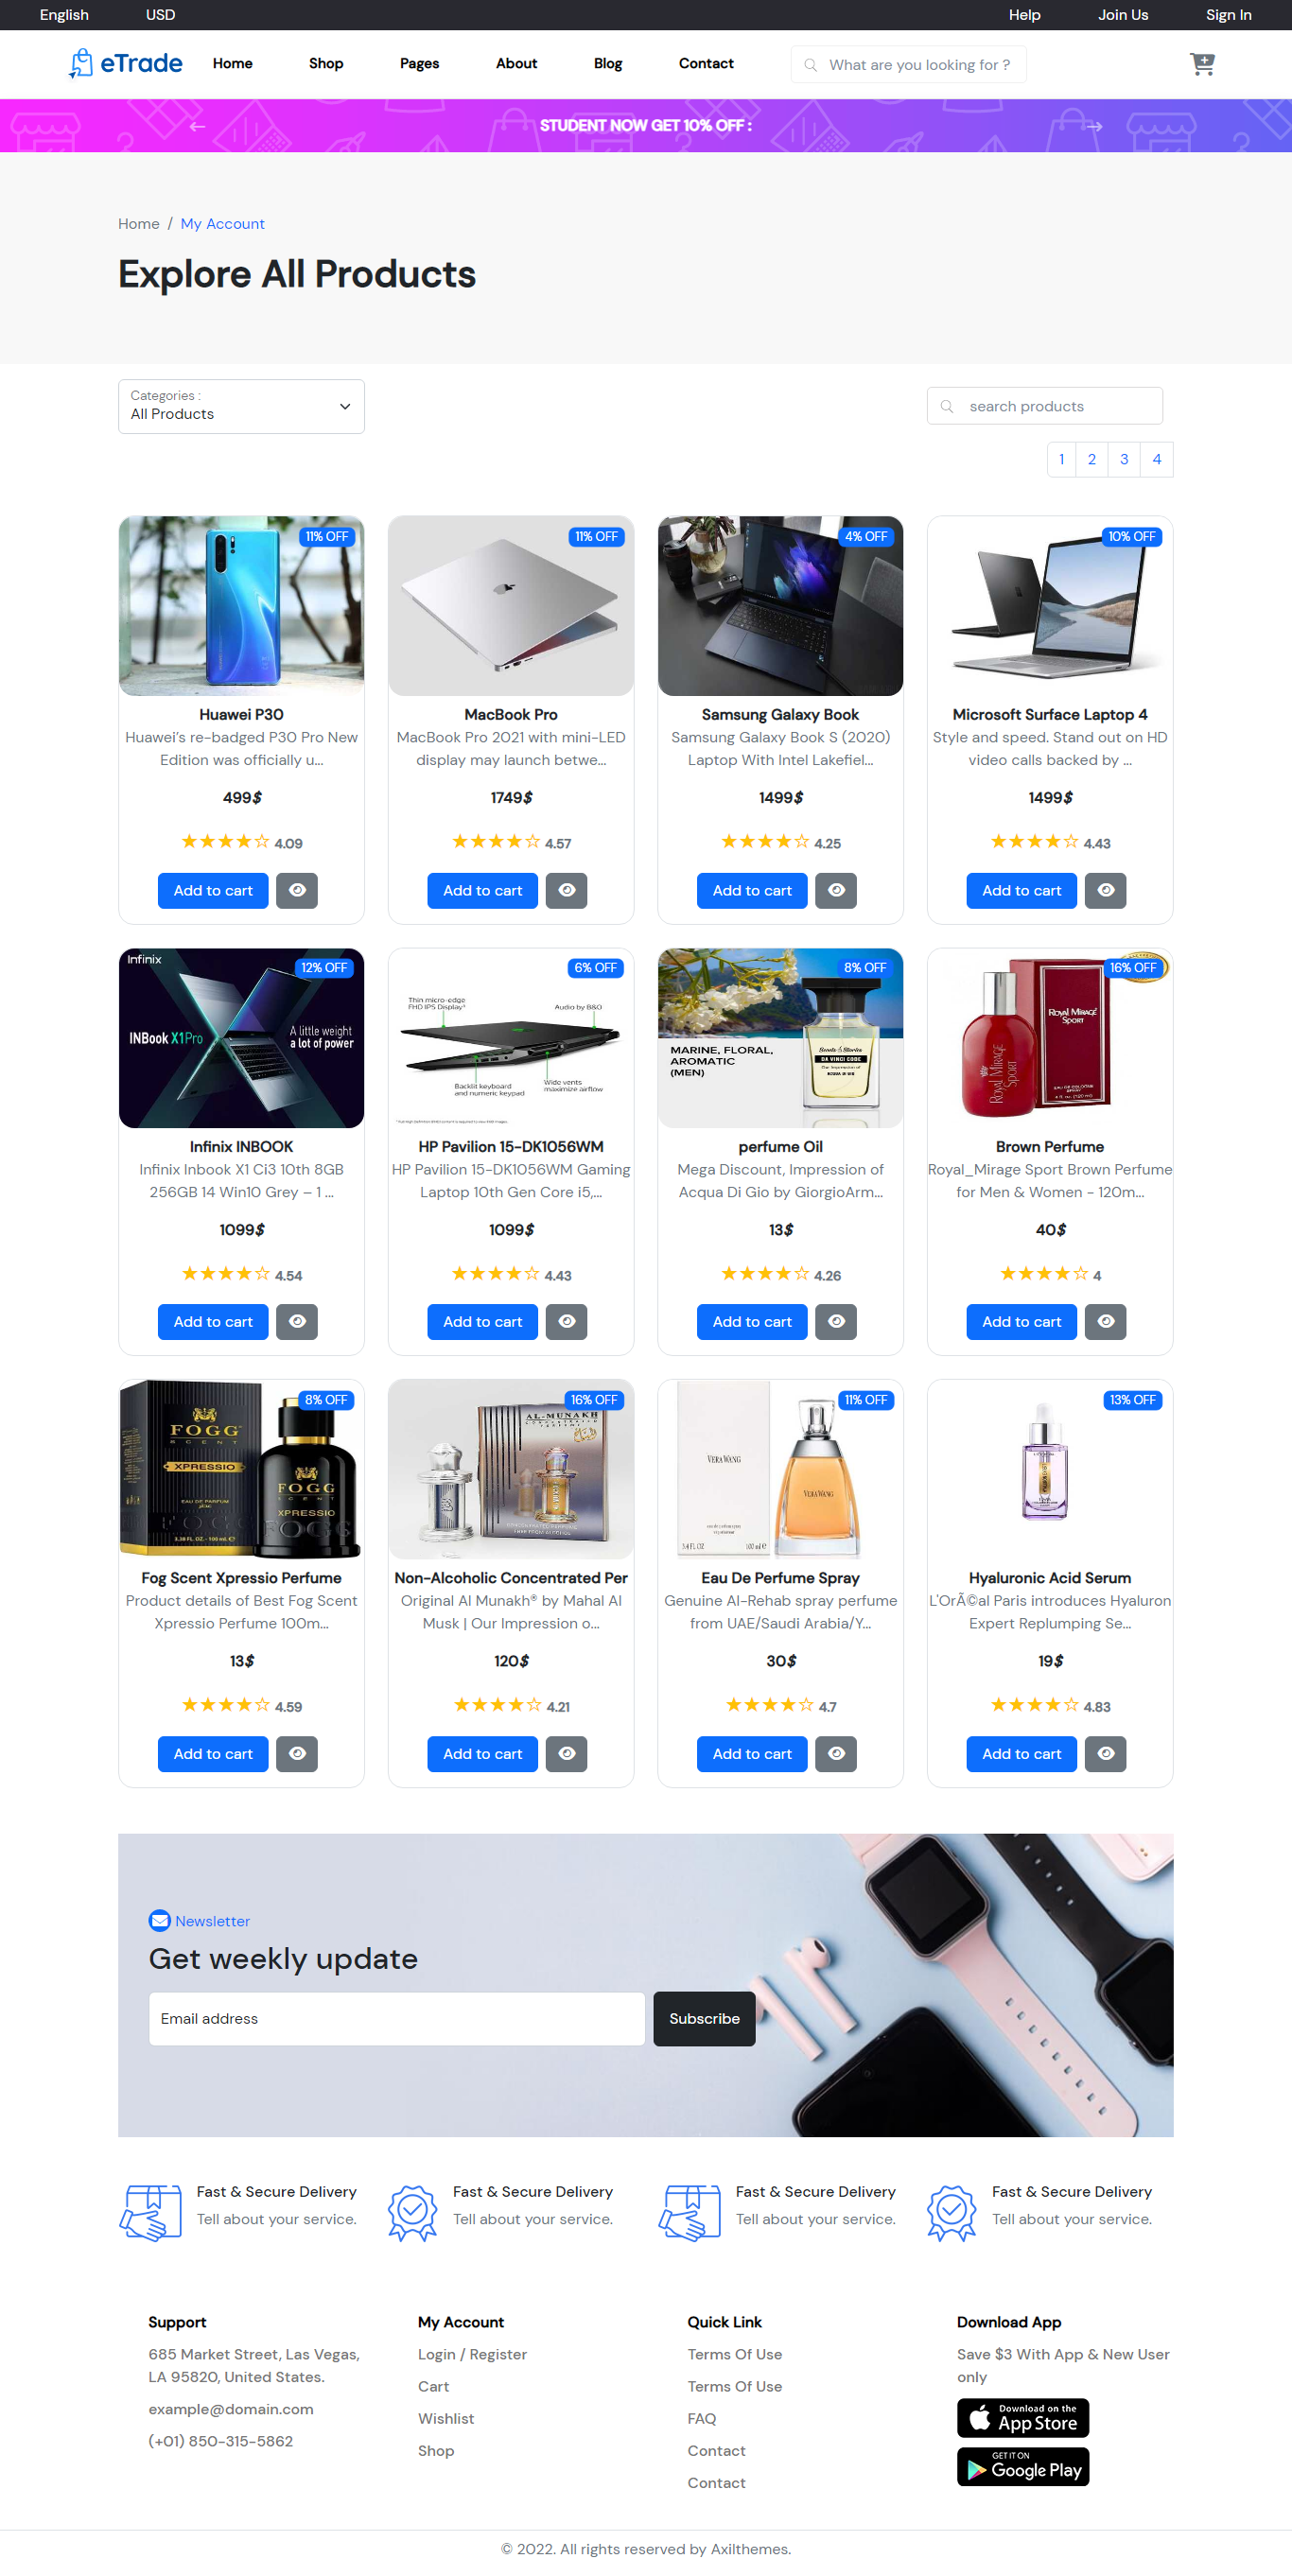 English USD Help Join Us Sign In
eTrade Home Shop Pages About Blog Contact What are you looking for ?
STUDENT NOW GET 10% OFF :
Home / My Account
Explore All Products
Categories :
All Products
search products
1 2 3 4
11% OFF 11% OFF 4% OFF 10% OFF
Huawei P30 MacBook Pro Samsung Galaxy Book Microsoft Surface Laptop 4
Huawei's re-badged P30 Pro New MacBook Pro 2021 with mini-LED Samsung Galaxy Book S (2020) Style and speed. Stand out on HD
Edition was officially u... display may launch betwe... Laptop With Intel Lakefiel... video calls backed by ...
499$ 1749$ 1499$ 1499$
4.09 4.57 4.25 4.43
Add to cart Add to cart Add to cart Add to cart
Infinix
12% OFF 6% OFF 8% OFF 16% OFF
Thin micro-edge
FHD IPS Display
Audio by B&O
INBook X1Pro
A little weight
a lot of power
Backlit keyboard
and numeric keypad
Wide vents
maximize airflow
MARINE, FLORAL,
AROMATIC
(MEN)
DA VINCI CODE
ROYAL MIRAGE
SPORT
ROYAL MIRAGE SPORT
Infinix INBOOK HP Pavilion 15-DK1056WM perfume Oil Brown Perfume
Infinix Inbook X1 Ci3 10th 8GB HP Pavilion 15-DK1056WM Gaming Mega Discount, Impression of Royal_Mirage Sport Brown Perfume
256GB 14 Win10 Grey – 1 ... Laptop 10th Gen Core i5,... Acqua Di Gio by GiorgioArm... for Men & Women - 120m...
1099$ 1099$ 13$ 40$
4.54 4.43 4.26 4
Add to cart Add to cart Add to cart Add to cart
8% OFF 16% OFF 11% OFF 13% OFF
FOGG
SCENT
XPRESSIO
FOGG
SCENT
XPRESSIO
AL-MUNAKH
VERA WANG
VERA WANG
Fog Scent Xpressio Perfume Non-Alcoholic Concentrated Per Eau De Perfume Spray Hyaluronic Acid Serum
Product details of Best Fog Scent Original Al Munakh® by Mahal Al Genuine Al-Rehab spray perfume L'OrÃ©al Paris introduces Hyaluron
Xpressio Perfume 100m... Musk | Our Impression o... from UAE/Saudi Arabia/Y... Expert Replumping Se...
13$ 120$ 30$ 19$
4.59 4.21 4.7 4.83
Add to cart Add to cart Add to cart Add to cart
Newsletter
Get weekly update
Email address Subscribe
Fast & Secure Delivery Fast & Secure Delivery Fast & Secure Delivery Fast & Secure Delivery
Tell about your service. Tell about your service. Tell about your service. Tell about your service.
Support My Account Quick Link Download App
685 Market Street, Las Vegas, Login / Register Terms Of Use Save $3 With App & New User
LA 95820, United States. Cart Terms Of Use only
example@domain.com Wishlist FAQ Download on the App Store
(+01) 850-315-5862 Shop Contact GET IT ON Google Play
Contact
© 2022. All rights reserved by Axilthemes.